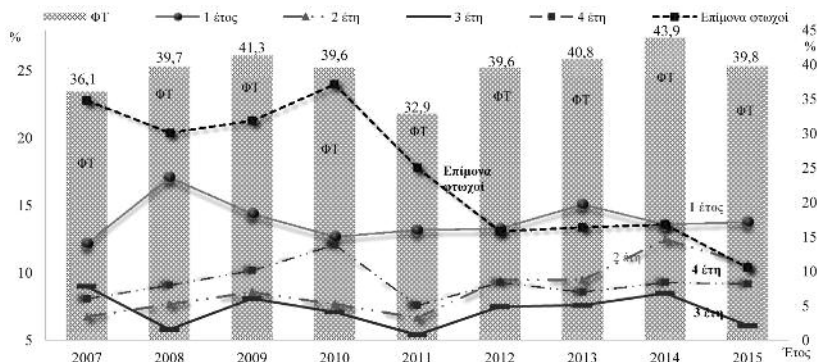 ΦΤ 1 έτος 2 έτη 3 έτη 4 έτη Επίμονα φτωχοί
% %
45
43,9
41,3
40,8
39,7 39,6 39,6 39,8
40
25
36,1
ΦΤ ΦΤ ΦΤ
35
32,9
ΦΤ ΦΤ
30
20
ΦΤ ΦΤ ΦΤ ΦΤ
25
Επίμονα
φτωχοί
20
15
1 έτος
15
2 έτη
10
10
4 έτη
5
3 έτη
5
0
2007 2008 2009 2010 2011 2012 2013 2014 2015
Έτος